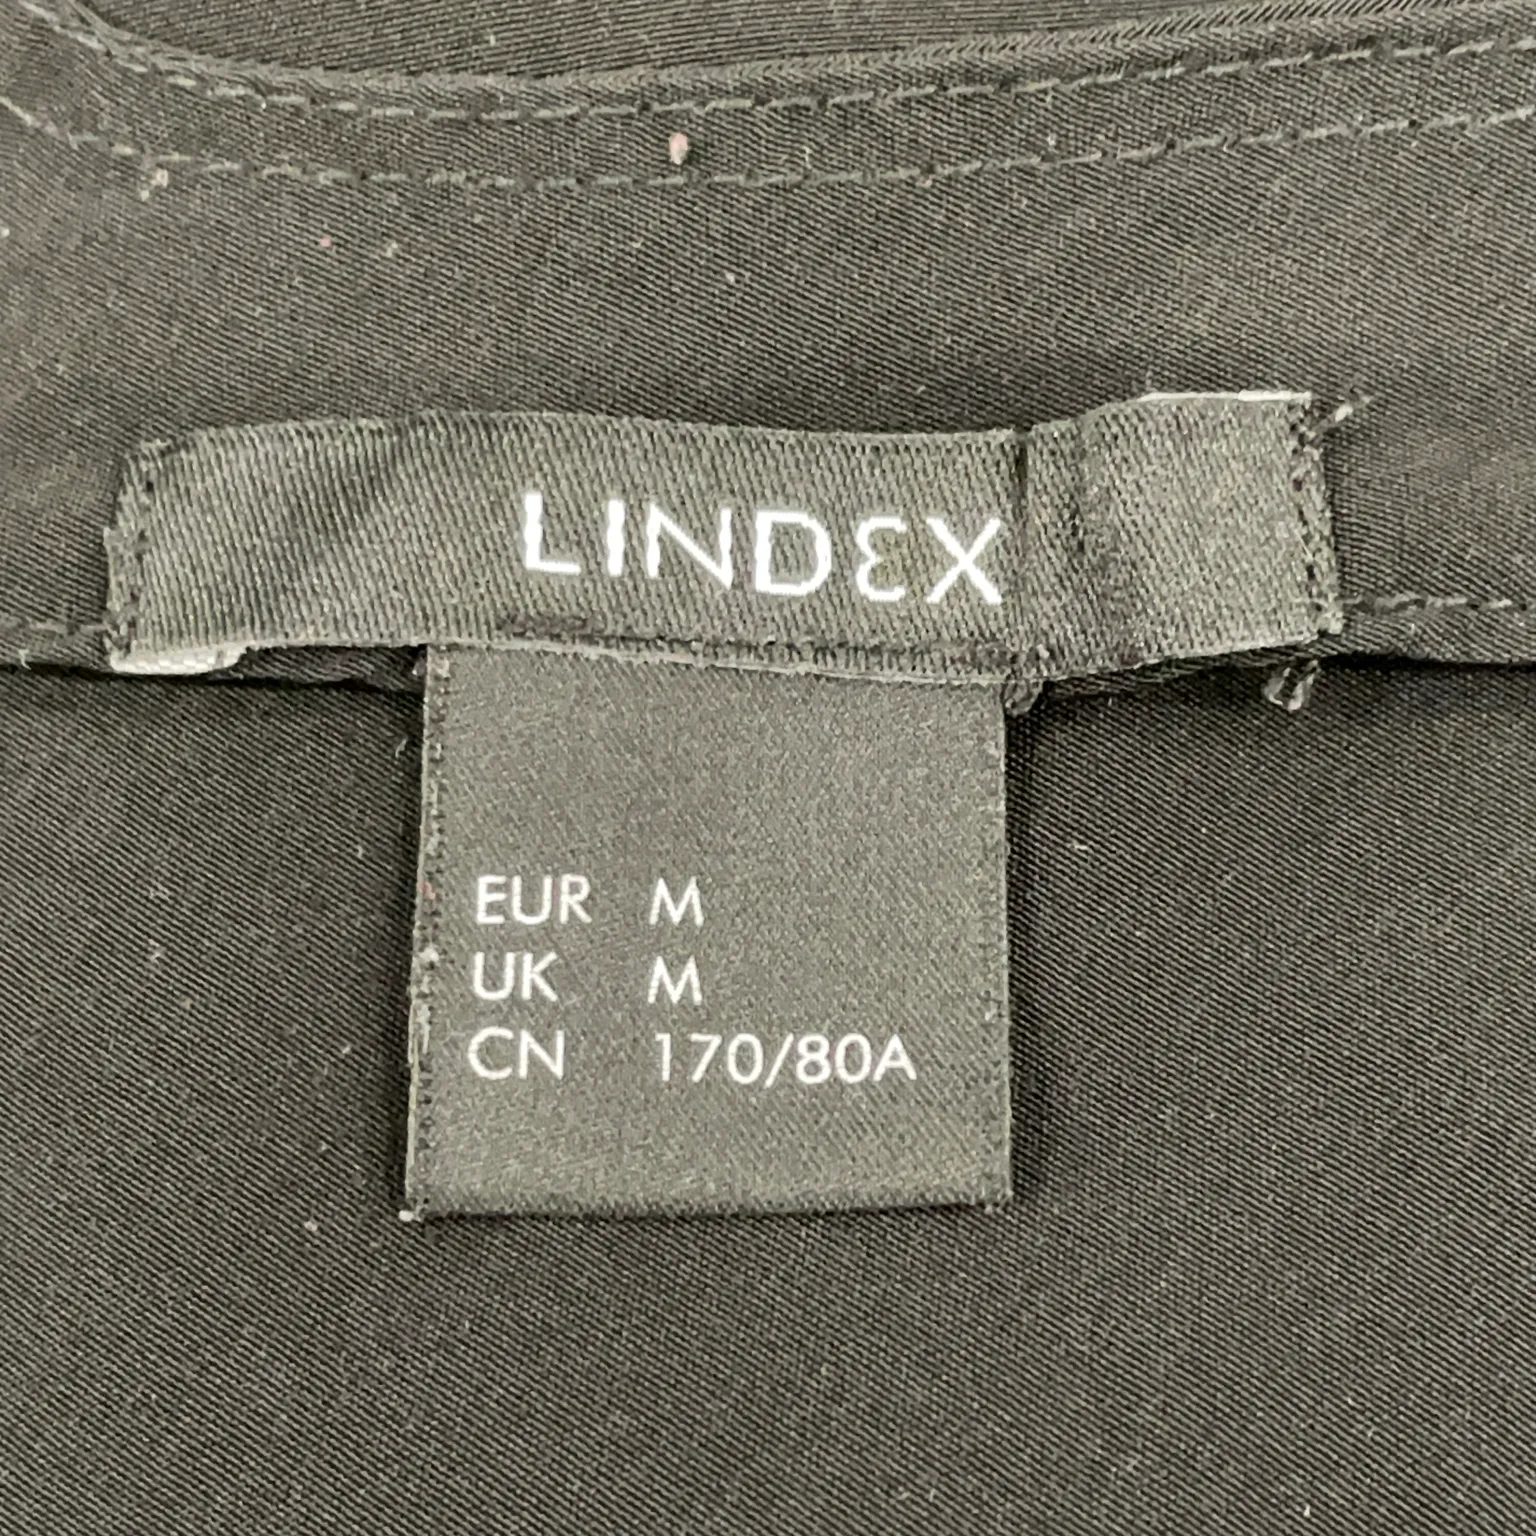 LINDEX
EUR M
UK M
CN 170/80A